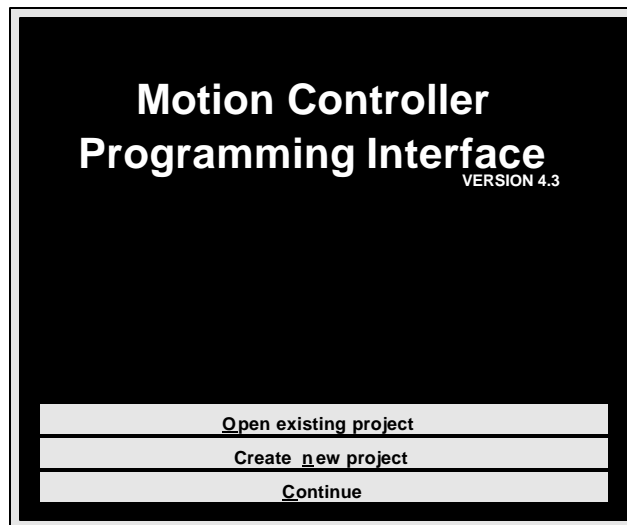 Motion Controller
Programming Interface
VERSION 4.3
Open existing project
Create new project
Continue